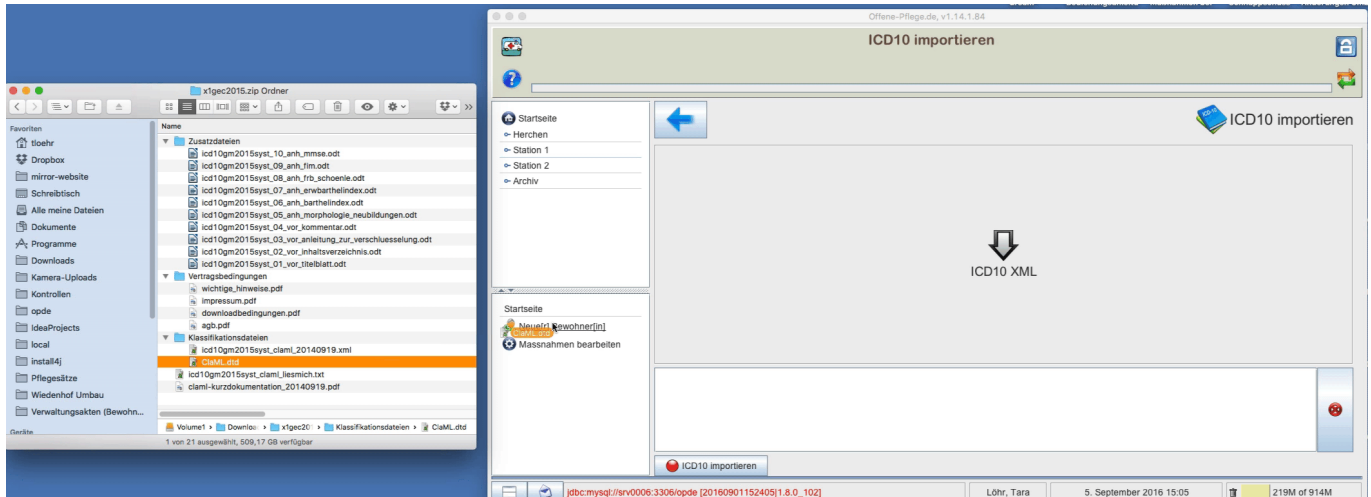 Offene-Pflege.de, v1.14.1.84
ICD10 importieren
x1gec2015.zip Ordner
Favoriten
tloehr
Dropbox
mirror-website
Schreibtisch
Alle meine Dateien
Dokumente
Programme
Downloads
Kamera-Uploads
Kontrollen
opde
IdeaProjects
local
install4j
Pflegesätze
Wiedenhof Umbau
Verwaltungsakten (Bewohn...
Geräte
Name
Zusatzdateien
icd10gm2015syst_10_anh_mmse.odt
icd10gm2015syst_09_anh_fim.odt
icd10gm2015syst_08_anh_frb_schoenle.odt
icd10gm2015syst_07_anh_erwbarthelindex.odt
icd10gm2015syst_06_anh_barthelindex.odt
icd10gm2015syst_05_anh_morphologie_neubildungen.odt
icd10gm2015syst_04_vor_kommentar.odt
icd10gm2015syst_03_vor_anleitung_zur_verschluesselung.odt
icd10gm2015syst_02_vor_inhaltsverzeichnis.odt
icd10gm2015syst_01_vor_titelblatt.odt
Vertragsbedingungen
wichtige_hinweise.pdf
impressum.pdf
downloadbedingungen.pdf
agb.pdf
Klassifikationsdateien
icd10gm2015syst_claml_20140919.xml
ClaML.dtd
icd10gm2015syst_claml_liesmich.txt
claml-kurzdokumentation_20140919.pdf
Volume1 › Downloa › x1gec20 › Klassifikationsdateien › ClaML.dtd
1 von 21 ausgewählt, 509,17 GB verfügbar
Startseite
Herchen
Station 1
Station 2
Archiv
Startseite
Neue[r] Bewohner[in]
ClaML.dtd
Massnahmen bearbeiten
ICD10 importieren
ICD10 XML
ICD10 importieren
jdbc:mysql://srv0006:3306/opde [20160901152405|1.8.0_102]
Löhr, Tara
5. September 2016 16:05
219M of 914M